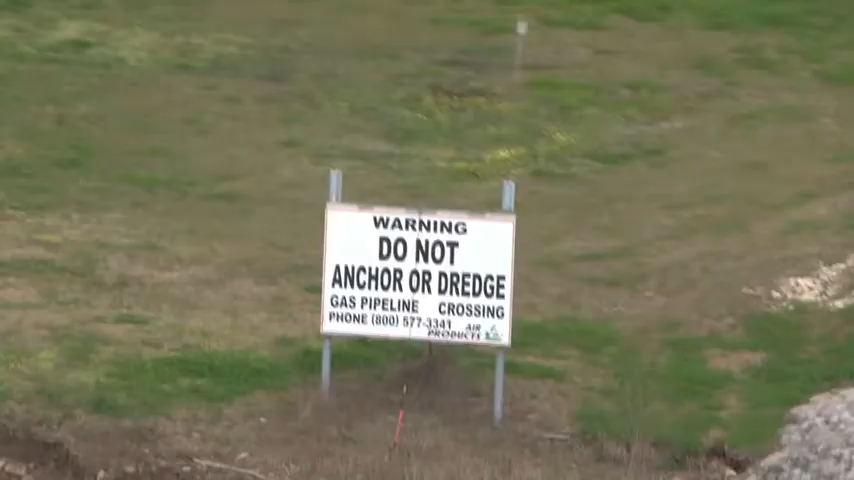 WARNING
DO NOT
ANCHOR OR DREDGE
GAS PIPELINE CROSSING
PHONE (800) 577-3341
AIR
PRODUCTS